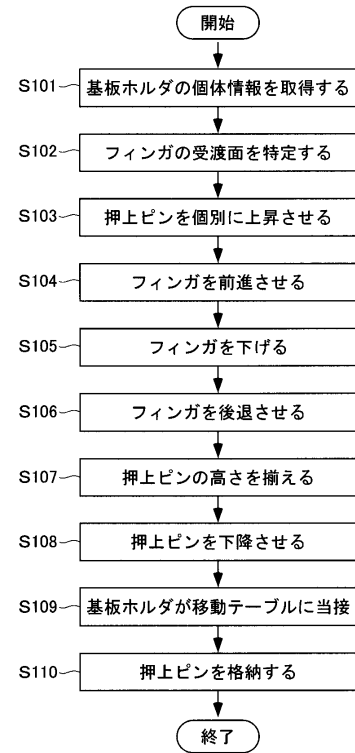 開始
S101 基板ホルダの個体情報を取得する
S102 フィンガの受渡面を特定する
S103 押上ピンを個別に上昇させる
S104 フィンガを前進させる
S105 フィンガを下げる
S106 フィンガを後退させる
S107 押上ピンの高さを揃える
S108 押上ピンを下降させる
S109 基板ホルダが移動テーブルに当接
S110 押上ピンを格納する
終了